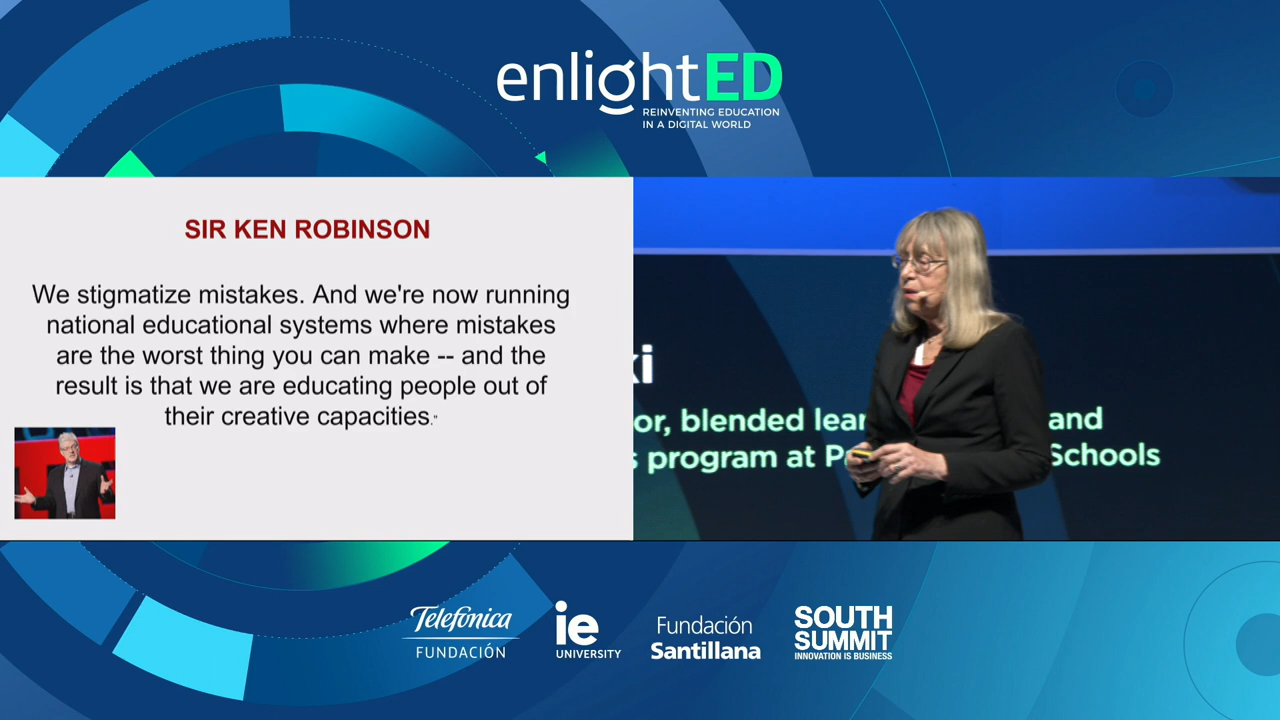 enlightED
REINVENTING EDUCATION
IN A DIGITAL WORLD
SIR KEN ROBINSON
We stigmatize mistakes. And we're now running
national educational systems where mistakes
are the worst thing you can make -- and the
result is that we are educating people out of
their creative capacities."
ki
or, blended lear and
s program at P Schools
Telefónica
FUNDACIÓN
ie
UNIVERSITY
Fundación
Santillana
SOUTH
SUMMIT
INNOVATION IS BUSINESS